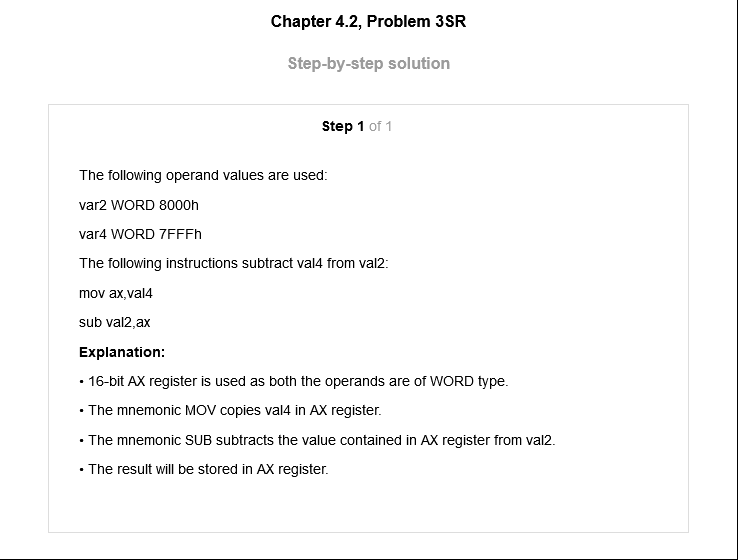 Chapter 4.2, Problem 3SR
Step-by-step solution
Step 1 of 1
The following operand values are used:
var2 WORD 8000h
var4 WORD 7FFFh
The following instructions subtract val4 from val2:
mov ax,val4
sub val2,ax
Explanation:
• 16-bit AX register is used as both the operands are of WORD type.
• The mnemonic MOV copies val4 in AX register.
• The mnemonic SUB subtracts the value contained in AX register from val2.
• The result will be stored in AX register.